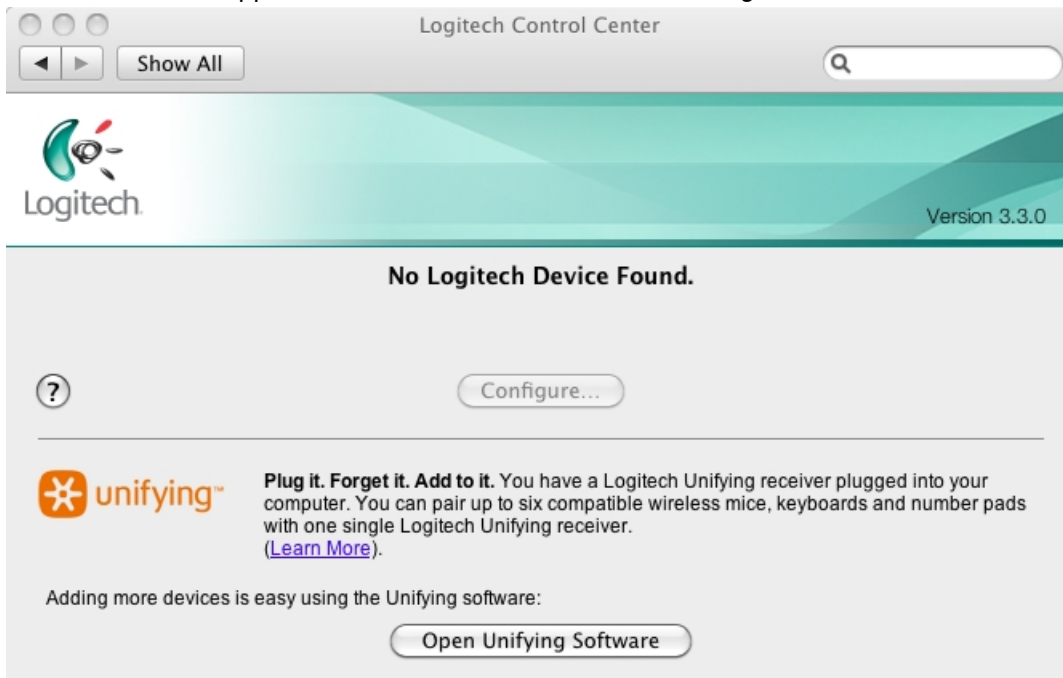 Logitech Control Center
Show All
Logitech.
Version 3.3.0
No Logitech Device Found.
?
Configure...
unifying™
Plug it. Forget it. Add to it. You have a Logitech Unifying receiver plugged into your
computer. You can pair up to six compatible wireless mice, keyboards and number pads
with one single Logitech Unifying receiver.
(Learn More).
Adding more devices is easy using the Unifying software:
Open Unifying Software